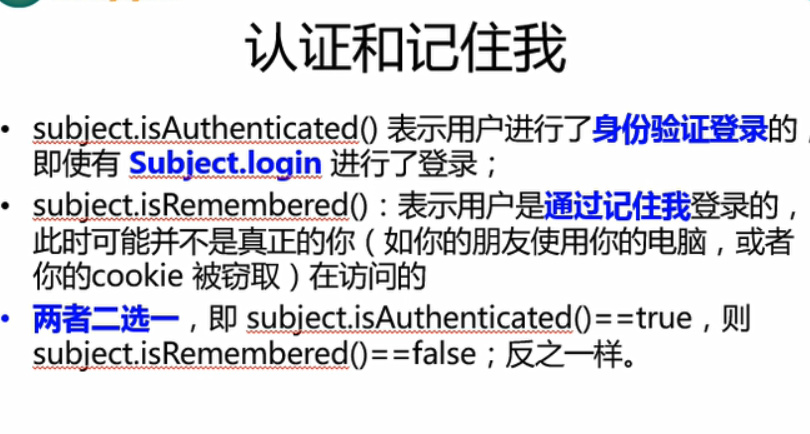 认证和记住我
• subject.isAuthenticated() 表示用户进行了身份验证登录的，
即使有 Subject.login 进行了登录；
• subject.isRemembered()：表示用户是通过记住我登录的，
此时可能并不是真正的你（如你的朋友使用你的电脑，或者
你的cookie 被窃取）在访问的
• 两者二选一，即 subject.isAuthenticated()==true，则
subject.isRemembered()==false；反之一样。